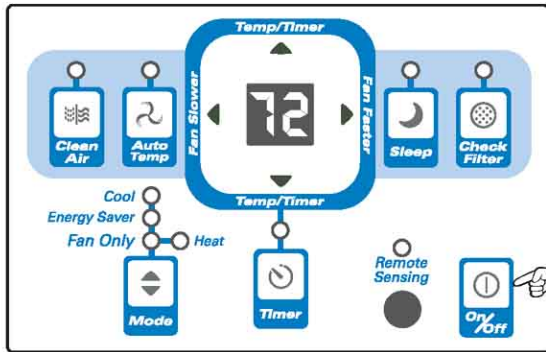 Temp/Timer
Fan Slower
72
Fan Faster
Temp/Timer
Clean
Air
Auto
Temp
Sleep
Check
Filter
Cool
Energy Saver
Fan Only
Heat
Mode
Timer
Remote
Sensing
On/Off